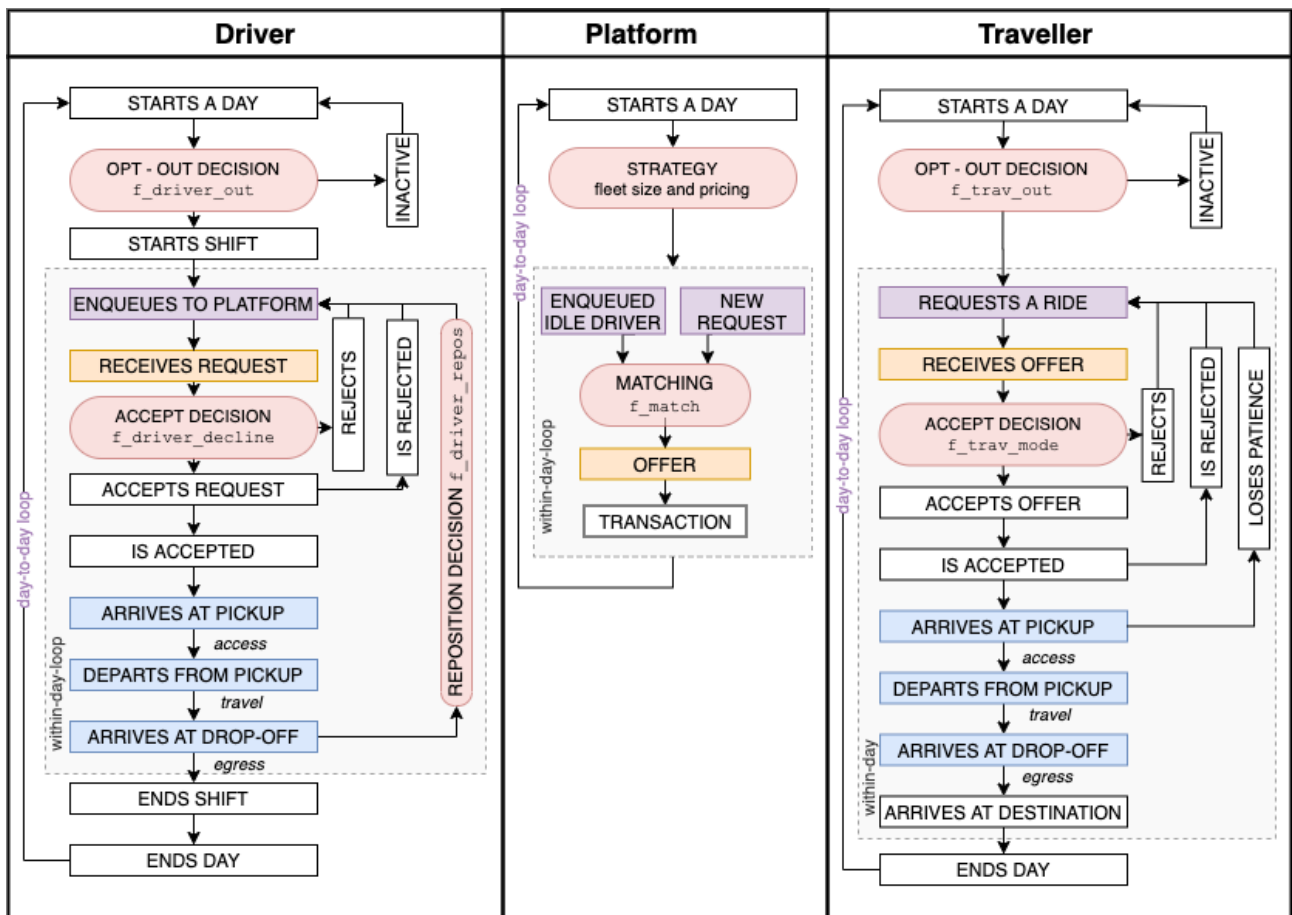 Driver
STARTS A DAY
OPT - OUT DECISION
f_driver_out
INACTIVE
STARTS SHIFT
ENQUEUES TO PLATFORM
RECEIVES REQUEST
ACCEPT DECISION
f_driver_decline
REJECTS
IS REJECTED
REPOSITION DECISION f_driver_repos
ACCEPTS REQUEST
IS ACCEPTED
ARRIVES AT PICKUP
access
DEPARTS FROM PICKUP
travel
ARRIVES AT DROP-OFF
egress
ENDS SHIFT
ENDS DAY
day-to-day loop
within-day-loop
Platform
STARTS A DAY
STRATEGY
fleet size and pricing
day-to-day loop
ENQUEUED
IDLE DRIVER
NEW
REQUEST
MATCHING
f_match
OFFER
TRANSACTION
within-day-loop
Traveller
STARTS A DAY
OPT - OUT DECISION
f_trav_out
INACTIVE
REQUESTS A RIDE
RECEIVES OFFER
ACCEPT DECISION
f_trav_mode
REJECTS
IS REJECTED
LOSES PATIENCE
ACCEPTS OFFER
IS ACCEPTED
ARRIVES AT PICKUP
access
DEPARTS FROM PICKUP
travel
ARRIVES AT DROP-OFF
egress
ARRIVES AT DESTINATION
ENDS DAY
day-to-day loop
within-day